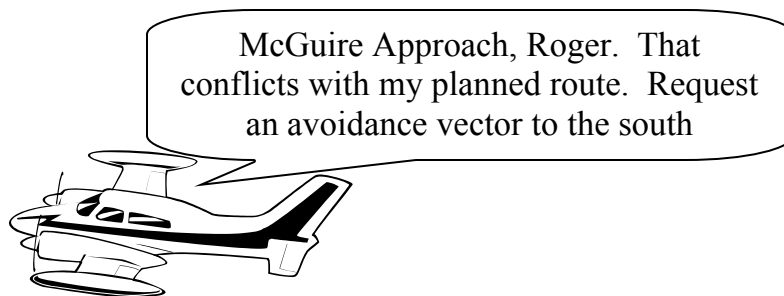 McGuire Approach, Roger.  That
conflicts with my planned route.  Request
an avoidance vector to the south